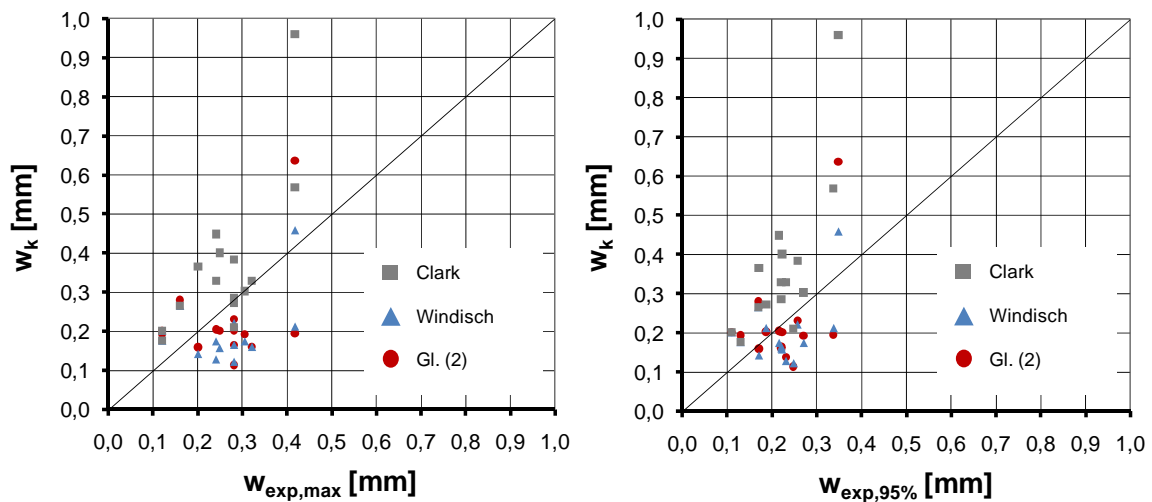 1,0
0,9
0,8
0,7
0,6
0,5
0,4
0,3
0,2
0,1
0,0
w_k [mm]
Clark
Windisch
Gl. (2)
0,0 0,1 0,2 0,3 0,4 0,5 0,6 0,7 0,8 0,9 1,0
w_exp,max [mm]
1,0
0,9
0,8
0,7
0,6
0,5
0,4
0,3
0,2
0,1
0,0
w_k [mm]
Clark
Windisch
Gl. (2)
0,0 0,1 0,2 0,3 0,4 0,5 0,6 0,7 0,8 0,9 1,0
w_exp,95% [mm]